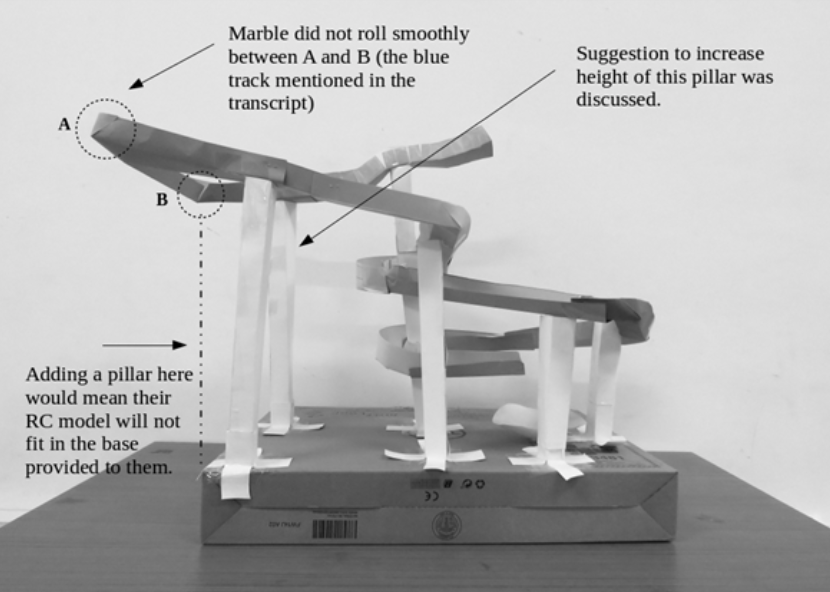 Marble did not roll smoothly
between A and B (the blue
track mentioned in the
transcript)
Suggestion to increase
height of this pillar was
discussed.
A
B
Adding a pillar here
would mean their
RC model will not
fit in the base
provided to them.
CE